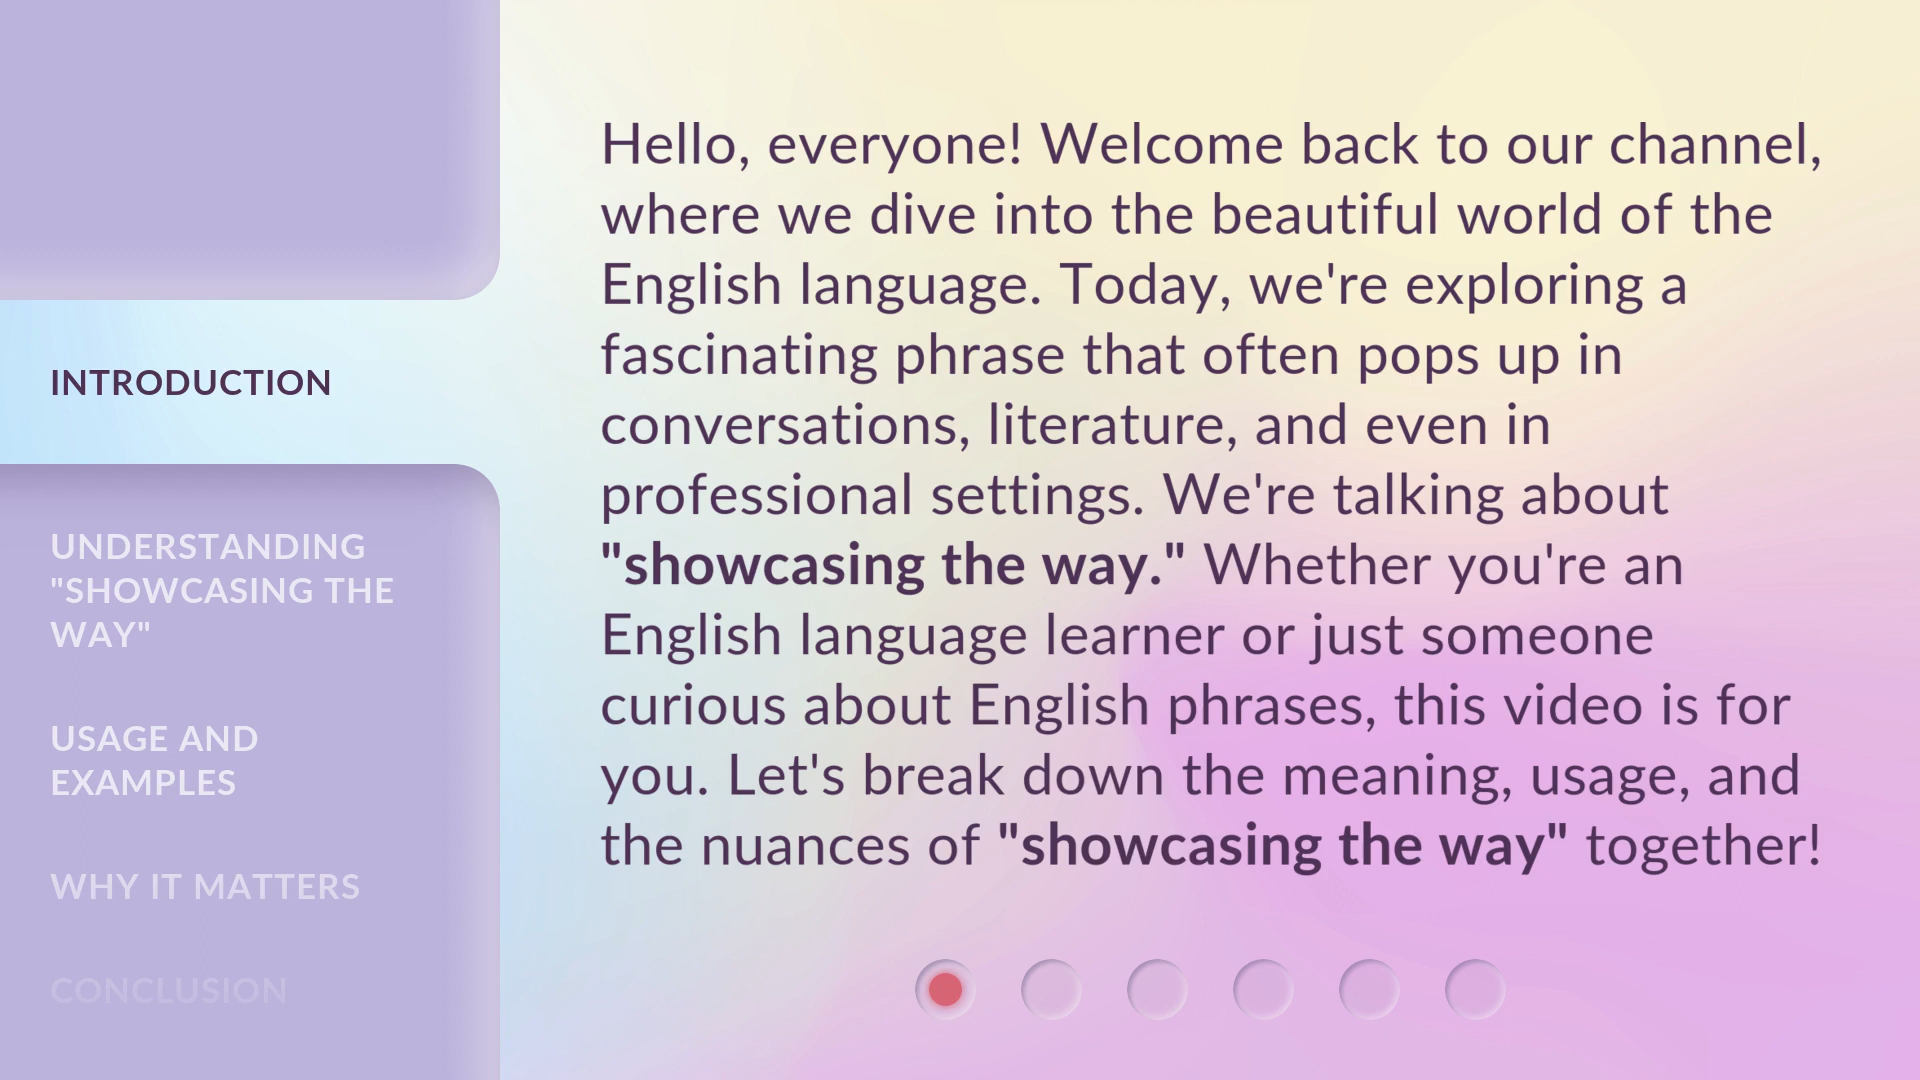 INTRODUCTION
UNDERSTANDING
"SHOWCASING THE
WAY"
USAGE AND
EXAMPLES
WHY IT MATTERS
CONCLUSION
Hello, everyone! Welcome back to our channel,
where we dive into the beautiful world of the
English language. Today, we're exploring a
fascinating phrase that often pops up in
conversations, literature, and even in
professional settings. We're talking about
"showcasing the way." Whether you're an
English language learner or just someone
curious about English phrases, this video is for
you. Let's break down the meaning, usage, and
the nuances of "showcasing the way" together!